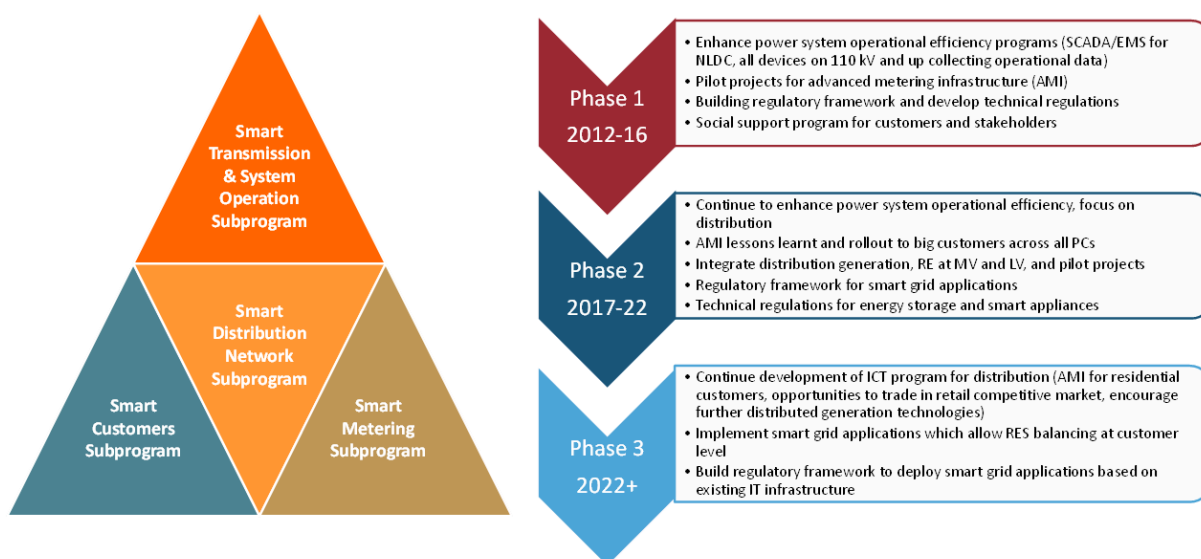 Smart
Transmission
& System
Operation
Subprogram
Smart
Distribution
Network
Subprogram
Smart
Customers
Subprogram
Smart
Metering
Subprogram
Phase 1
2012-16
• Enhance power system operational efficiency programs (SCADA/EMS for
NLDC, all devices on 110 kV and up collecting operational data)
• Pilot projects for advanced metering infrastructure (AMI)
• Building regulatory framework and develop technical regulations
• Social support program for customers and stakeholders
Phase 2
2017-22
• Continue to enhance power system operational efficiency, focus on
distribution
• AMI lessons learnt and rollout to big customers across all PCs
• Integrate distribution generation, RE at MV and LV, and pilot projects
• Regulatory framework for smart grid applications
• Technical regulations for energy storage and smart appliances
Phase 3
2022+
• Continue development of ICT program for distribution (AMI for residential
customers, opportunities to trade in retail competitive market, encourage
further distributed generation technologies)
• Implement smart grid applications which allow RES balancing at customer
level
• Build regulatory framework to deploy smart grid applications based on
existing IT infrastructure